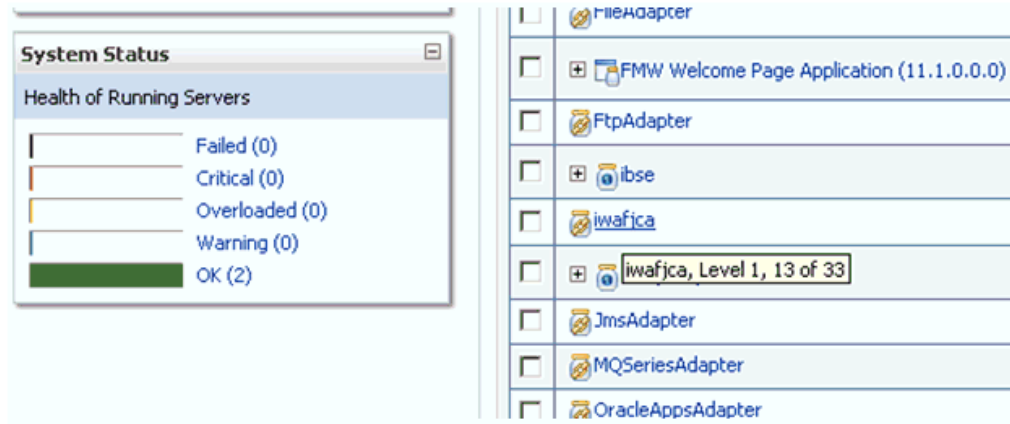 System Status
Health of Running Servers
Failed (0)
Critical (0)
Overloaded (0)
Warning (0)
OK (2)
FileAdapter
FMW Welcome Page Application (11.1.0.0.0)
FtpAdapter
ibse
iwafjca
iwafjca, Level 1, 13 of 33
JmsAdapter
MQSeriesAdapter
OracleAppsAdapter